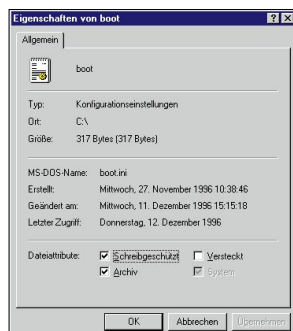 Eigenschaften von boot
Allgemein
boot
Typ: Konfigurationseinstellungen
Ort: C:\
Größe: 317 Bytes (317 Bytes)
MS-DOS-Name: boot.ini
Erstellt: Mittwoch, 27. November 1996 10:38:46
Geändert am: Mittwoch, 11. Dezember 1996 15:15:18
Letzter Zugriff: Donnerstag, 12. Dezember 1996
Dateiattribute: Schreibgeschützt Versteckt
Archiv System
OK Abbrechen Übernehmen